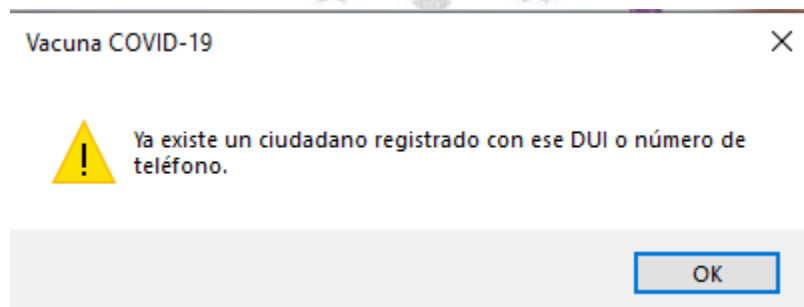 Vacuna COVID-19
Ya existe un ciudadano registrado con ese DUI o número de
teléfono.
OK